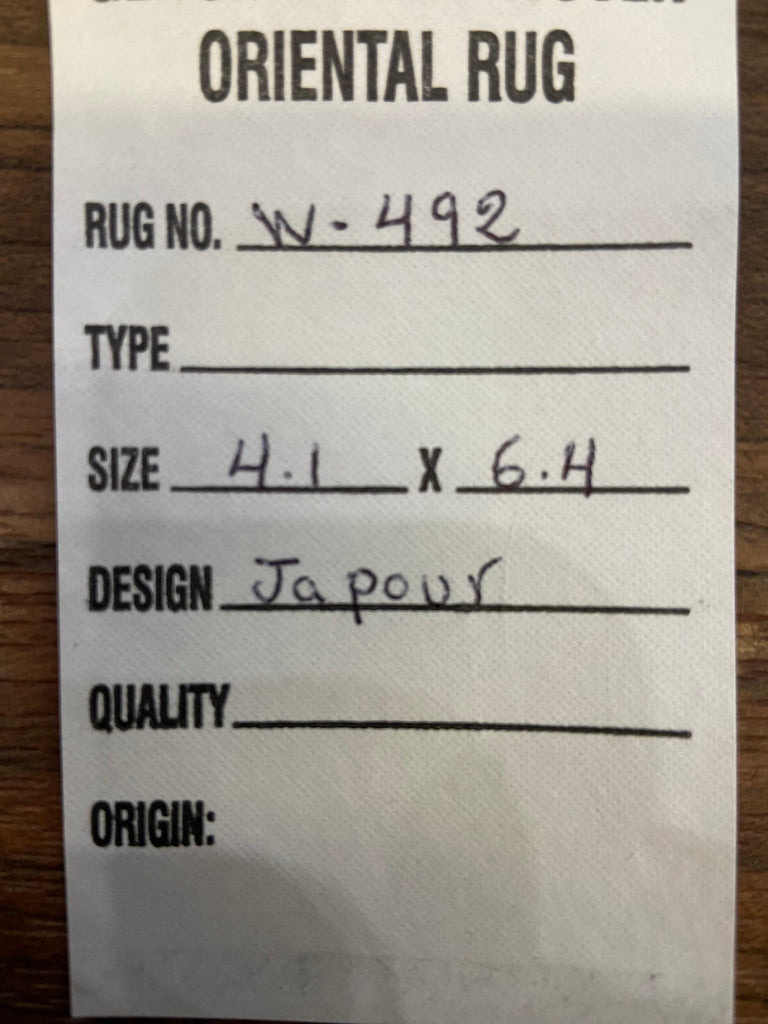 ORIENTAL RUG
RUG NO. W-492
TYPE
SIZE 4.1 X 6.4
DESIGN Japour
QUALITY
ORIGIN: